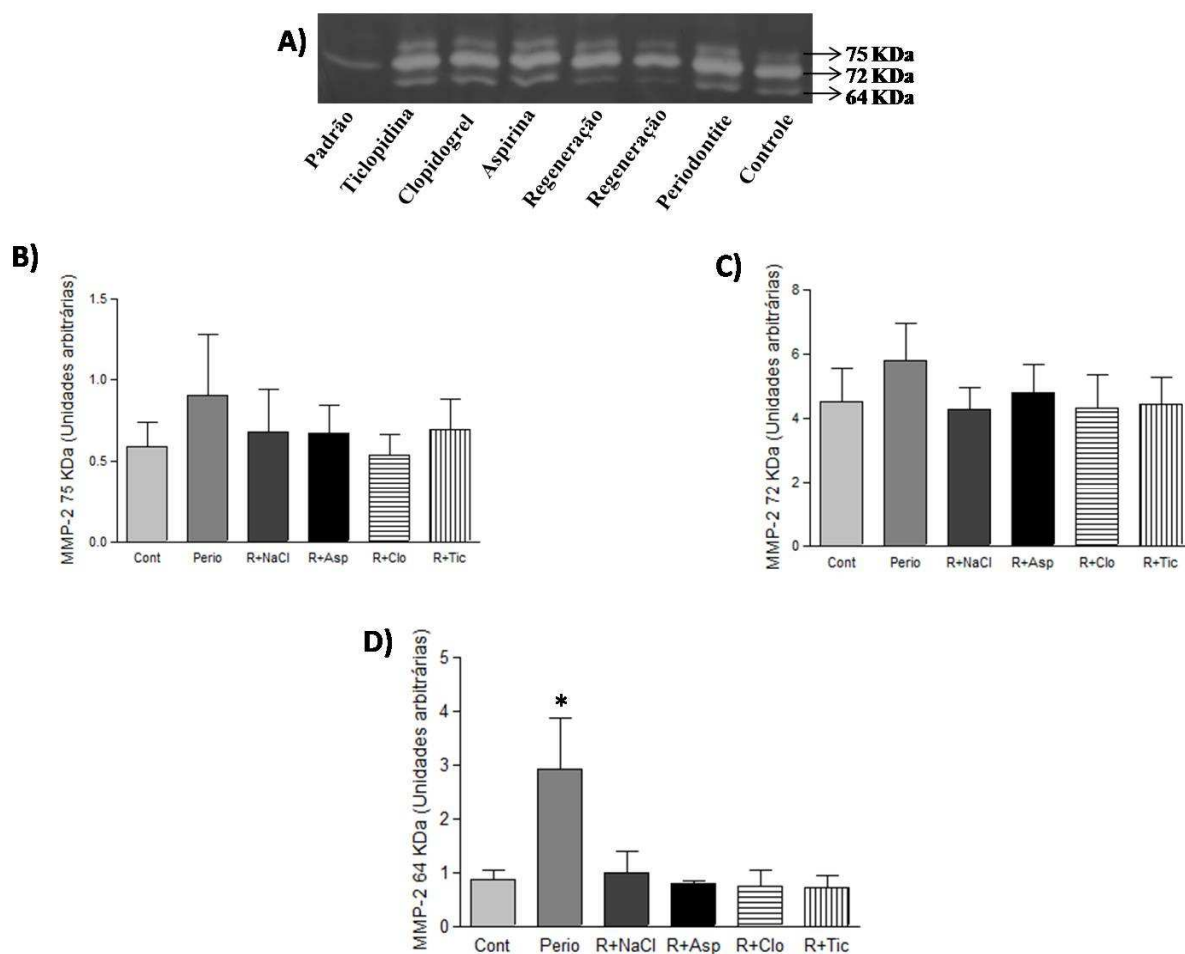 A)
75 KDa
72 KDa
64 KDa
Padrão
Ticlopidina
Clopidogrel
Aspirina
Regeneração
Regeneração
Periodontite
Controle
B)
MMP-2 75 KDa (Unidades arbitrárias)
1.5
1.0
0.5
0.0
Cont Perio R+NaCl R+Asp R+Clo R+Tic
C)
MMP-2 72 KDa (Unidades arbitrárias)
8
6
4
2
0
Cont Perio R+NaCl R+Asp R+Clo R+Tic
D)
MMP-2 64 KDa (Unidades arbitrárias)
5
4
3
2
1
0
*
Cont Perio R+NaCl R+Asp R+Clo R+Tic